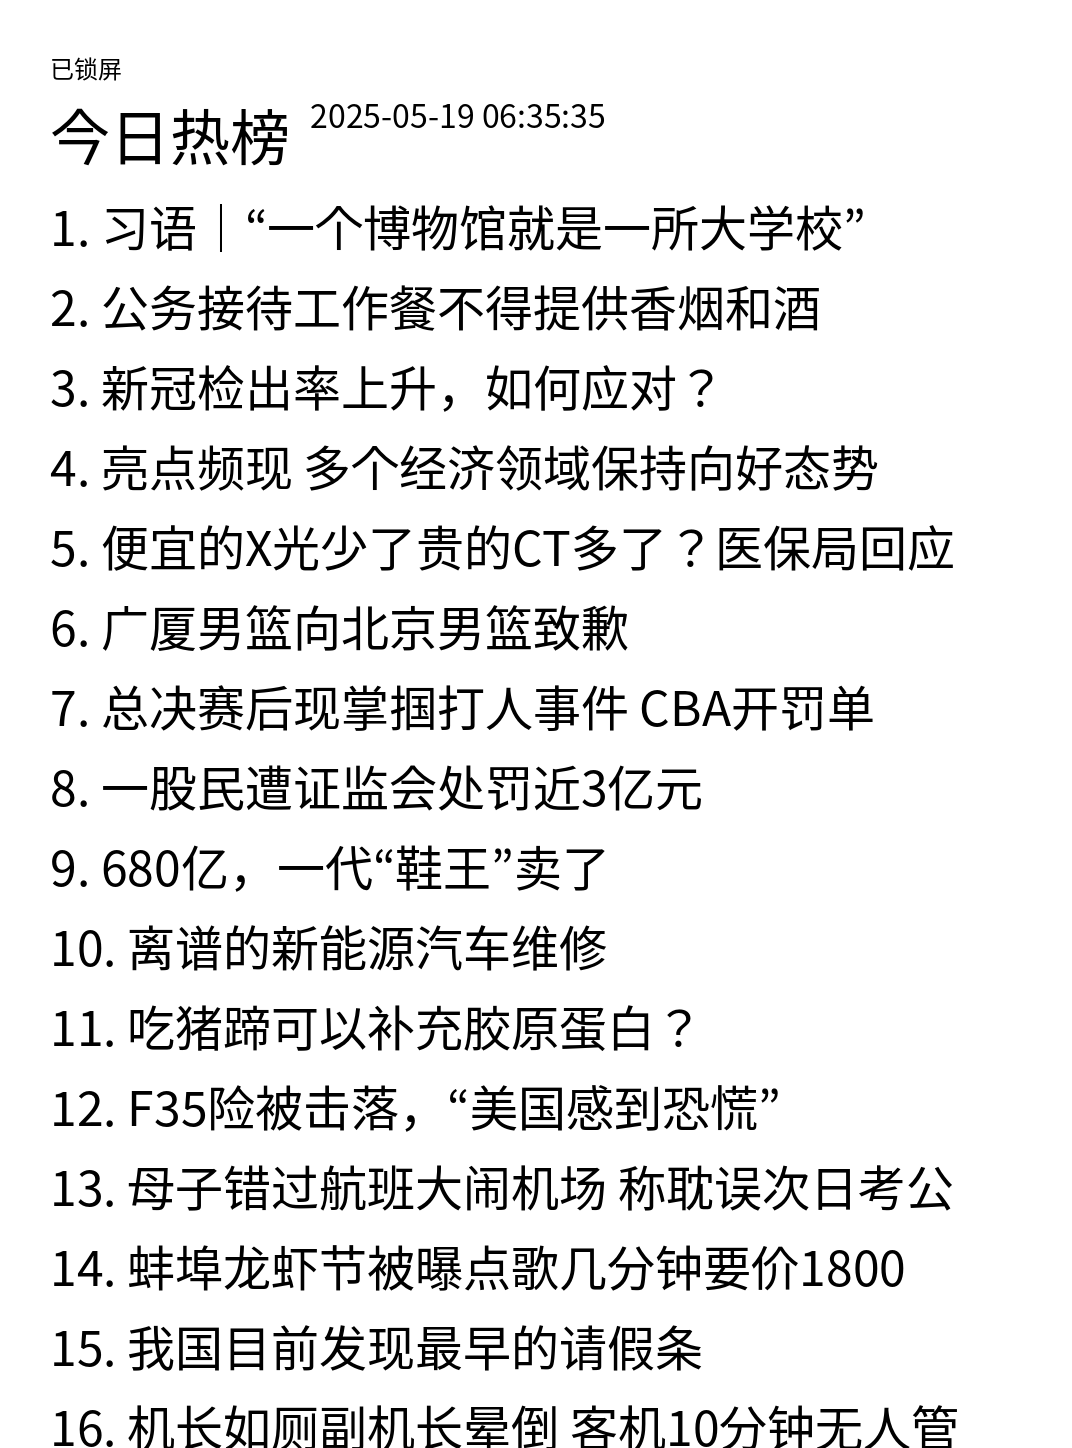 已锁屏
今日热榜 2025-05-19 06:35:35
1. 习语｜“一个博物馆就是一所大学校”
2. 公务接待工作餐不得提供香烟和酒
3. 新冠检出率上升，如何应对？
4. 亮点频现 多个经济领域保持向好态势
5. 便宜的X光少了贵的CT多了？医保局回应
6. 广厦男篮向北京男篮致歉
7. 总决赛后现掌掴打人事件 CBA开罚单
8. 一股民遭证监会处罚近3亿元
9. 680亿，一代“鞋王”卖了
10. 离谱的新能源汽车维修
11. 吃猪蹄可以补充胶原蛋白？
12. F35险被击落，“美国感到恐慌”
13. 母子错过航班大闹机场 称耽误次日考公
14. 蚌埠龙虾节被曝点歌几分钟要价1800
15. 我国目前发现最早的请假条
16. 机长如厕副机长晕倒 客机10分钟无人管